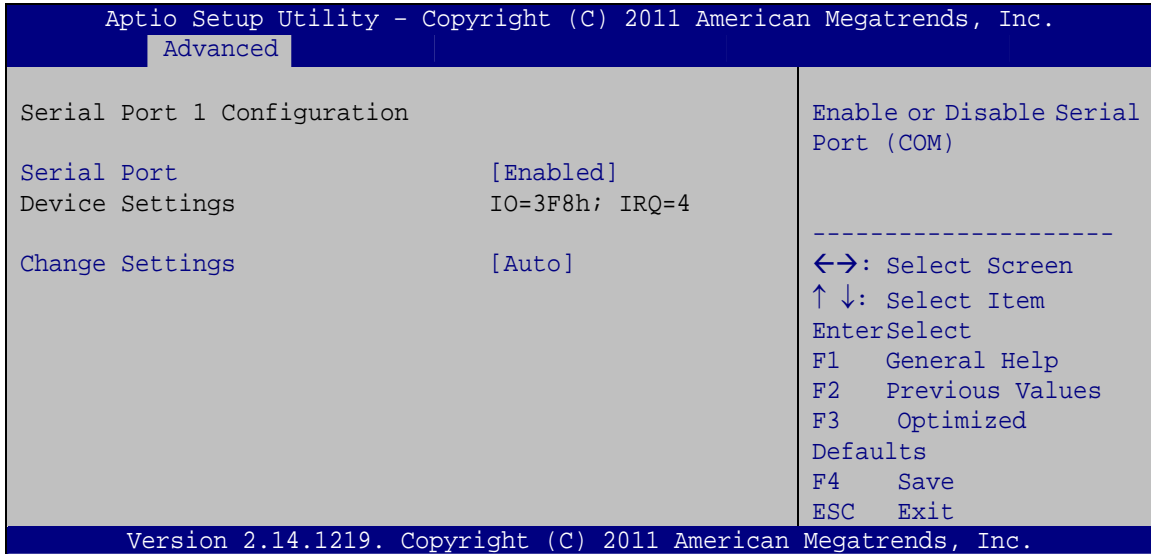 Aptio Setup Utility – Copyright (C) 2011 American Megatrends, Inc.
Advanced
Serial Port 1 Configuration
Serial Port [Enabled]
Device Settings IO=3F8h; IRQ=4
Change Settings [Auto]
Enable or Disable Serial
Port (COM)
---------------------
←→: Select Screen
↑ ↓: Select Item
EnterSelect
F1 General Help
F2 Previous Values
F3 Optimized
Defaults
F4 Save
ESC Exit
Version 2.14.1219. Copyright (C) 2011 American Megatrends, Inc.